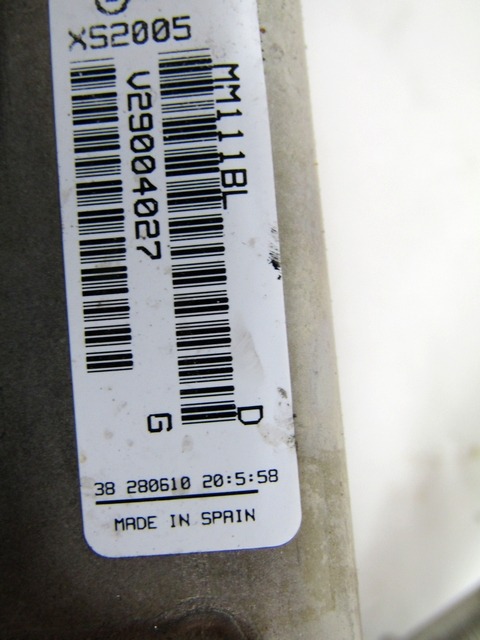 XS2005
MM111BL D
V29004027 G
38 280610 20:5:58
MADE IN SPAIN